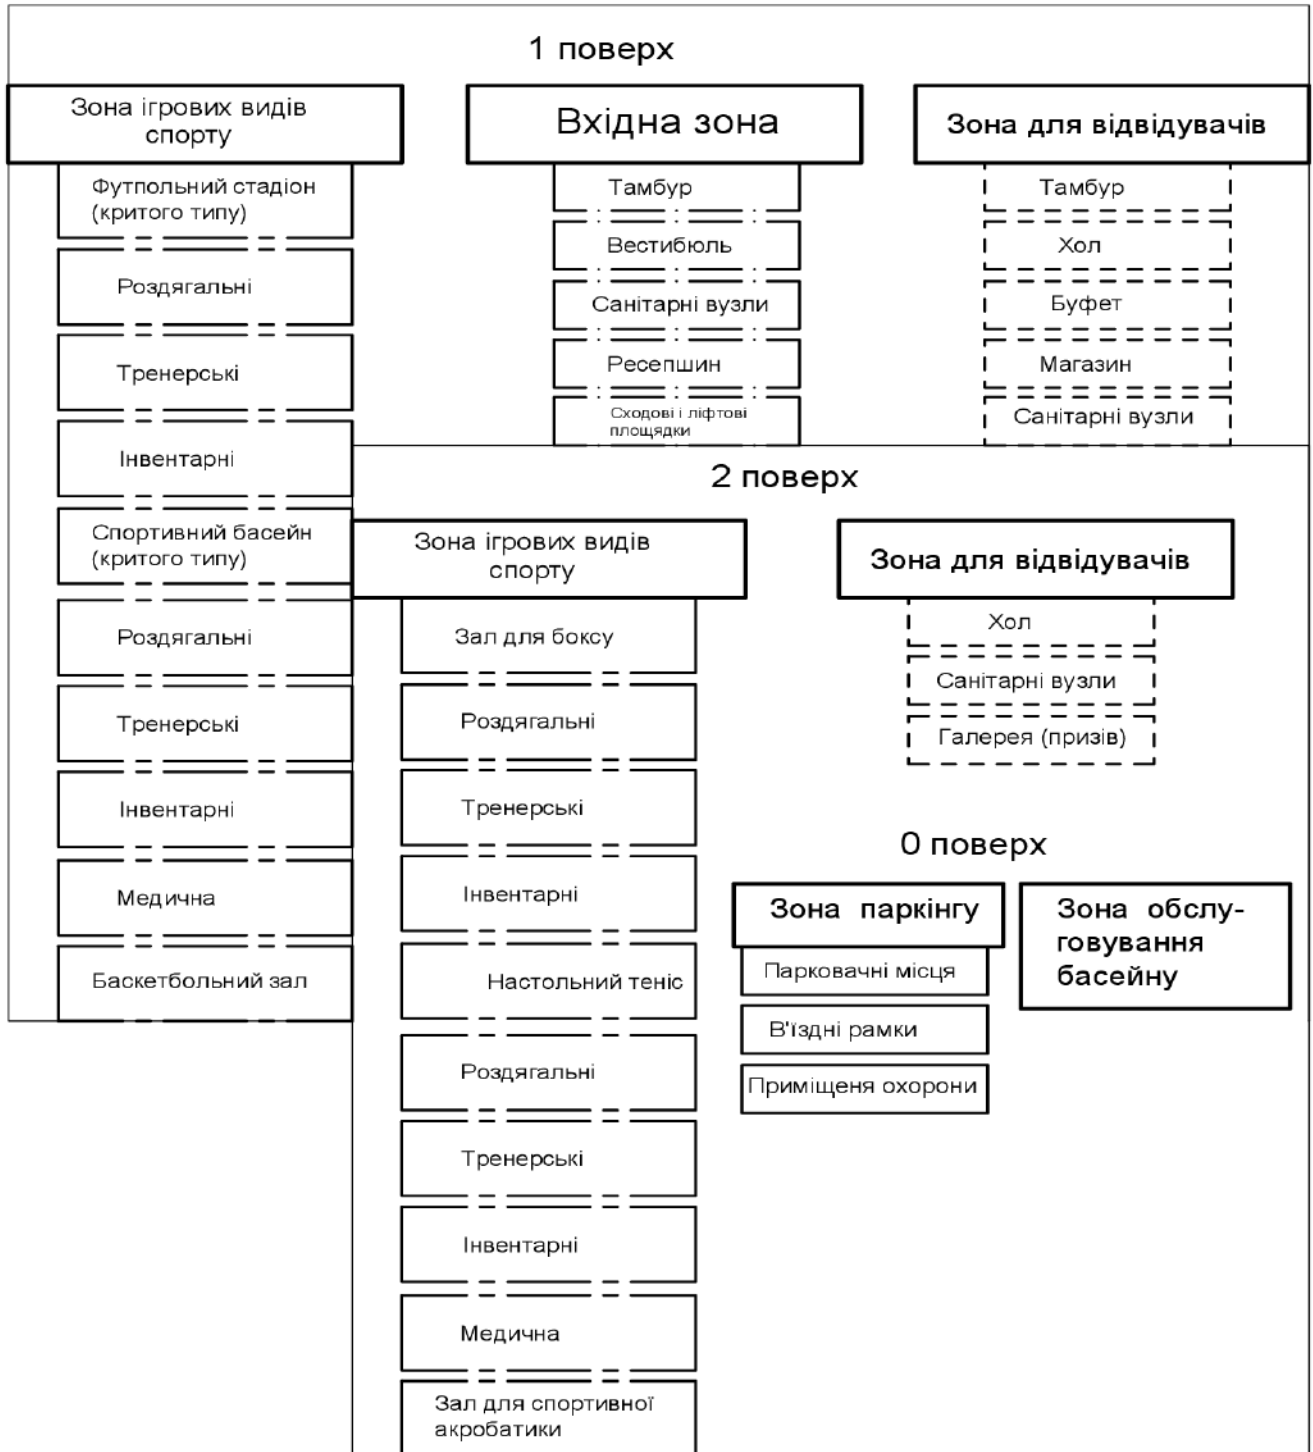 1 поверх
Зона ігрових видів
спорту
Футпольний стадіон
(критого типу)
Роздягальні
Тренерські
Інвентарні
Спортивний басейн
(критого типу)
Роздягальні
Тренерські
Інвентарні
Медична
Баскетбольний зал
Вхідна зона
Тамбур
Вестибюль
Санітарні вузли
Ресепшин
Сходові і ліфтові
площядки
Зона для відвідувачів
Тамбур
Хол
Буфет
Магазин
Санітарні вузли
2 поверх
Зона ігрових видів
спорту
Зал для боксу
Роздягальні
Тренерські
Інвентарні
Настольний теніс
Роздягальні
Тренерські
Інвентарні
Медична
Зал для спортивної
акробатики
Зона для відвідувачів
Хол
Санітарні вузли
Галерея (призів)
0 поверх
Зона паркінгу
Парковачні місця
В'їздні рамки
Приміщеня охорони
Зона обслу-
говування
басейну